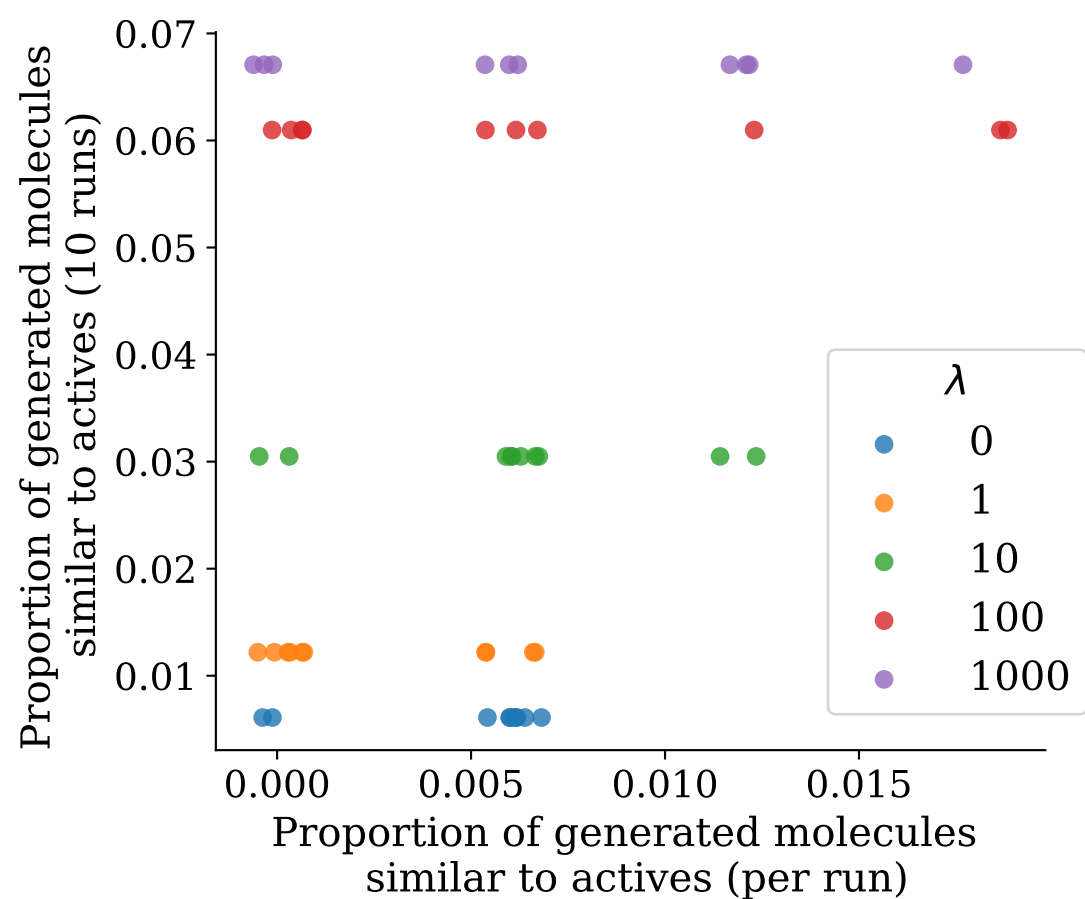 Proportion of generated molecules
similar to actives (10 runs)
0.07
0.06
0.05
0.04
0.03
0.02
0.01
λ
0
1
10
100
1000
0.000 0.005 0.010 0.015
Proportion of generated molecules
similar to actives (per run)